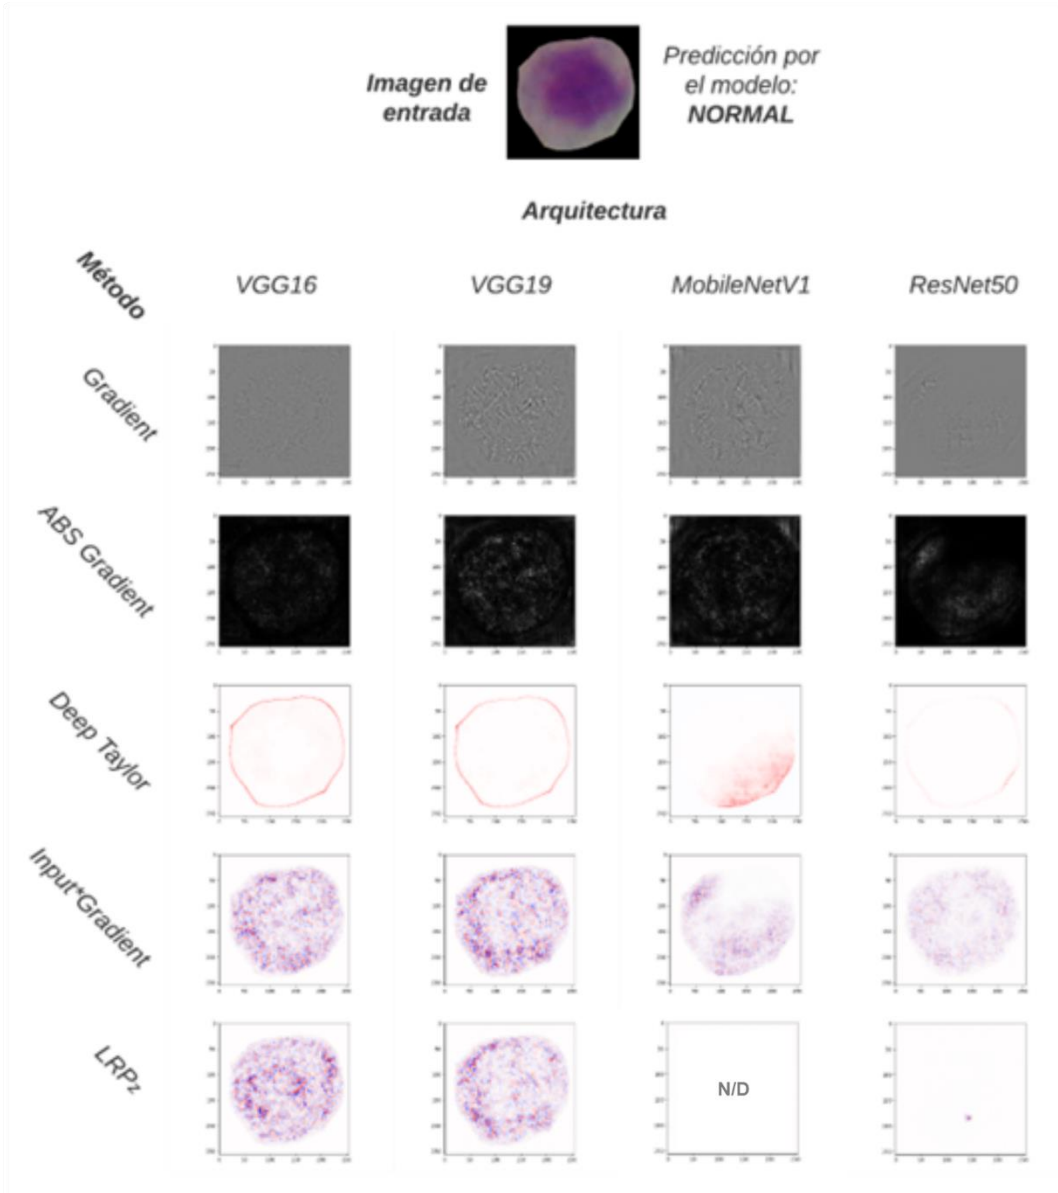 Imagen de
entrada
Predicción por
el modelo:
NORMAL
Arquitectura
Método
VGG16
VGG19
MobileNetV1
ResNet50
Gradient
ABS Gradient
Deep Taylor
Input*Gradient
LRPz
N/D